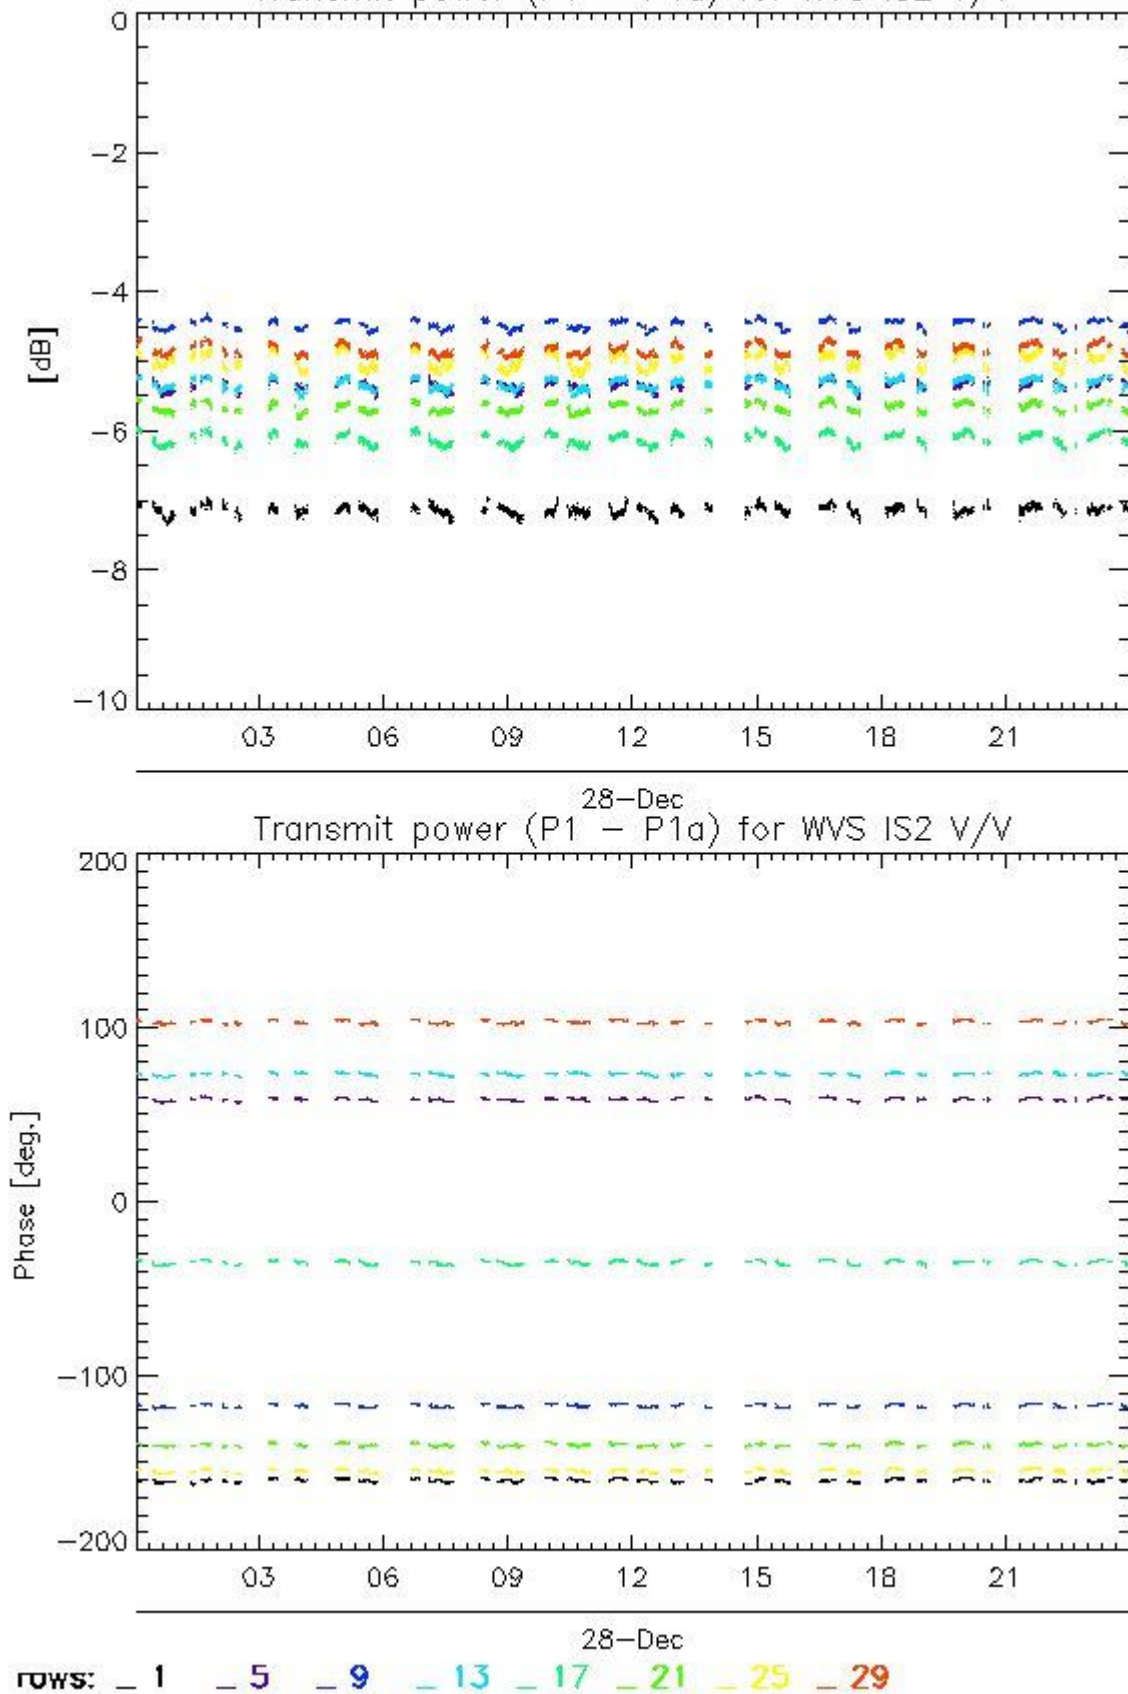 0
-2
-4
-6
-8
-10
[dB]
03 06 09 12 15 18 21
28-Dec
Transmit power (P1 - P1a) for WVS IS2 V/V
200
100
0
-100
-200
Phase [deg.]
03 06 09 12 15 18 21
28-Dec
rows: _ 1 _ 5 _ 9 _ 13 _ 17 _ 21 _ 25 _ 29